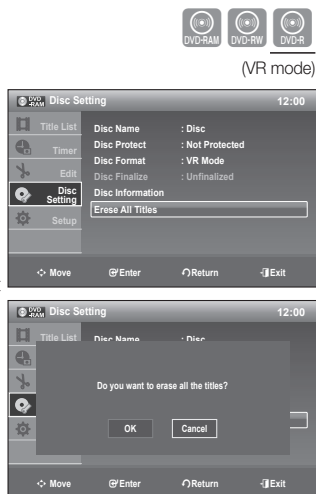 DVD-RAM DVD-RW DVD-R
(VR mode)
DVD -RAM Disc Setting 12:00
Title List
Timer
Edit
Disc Setting
Setup
Disc Name : Disc
Disc Protect : Not Protected
Disc Format : VR Mode
Disc Finalize : Unfinalized
Disc Information
Erese All Titles
Move Enter Return Exit
DVD -RAM Disc Setting 12:00
Title List Disc Name : Disc
Do you want to erase all the titles?
OK Cancel
Move Enter Return Exit